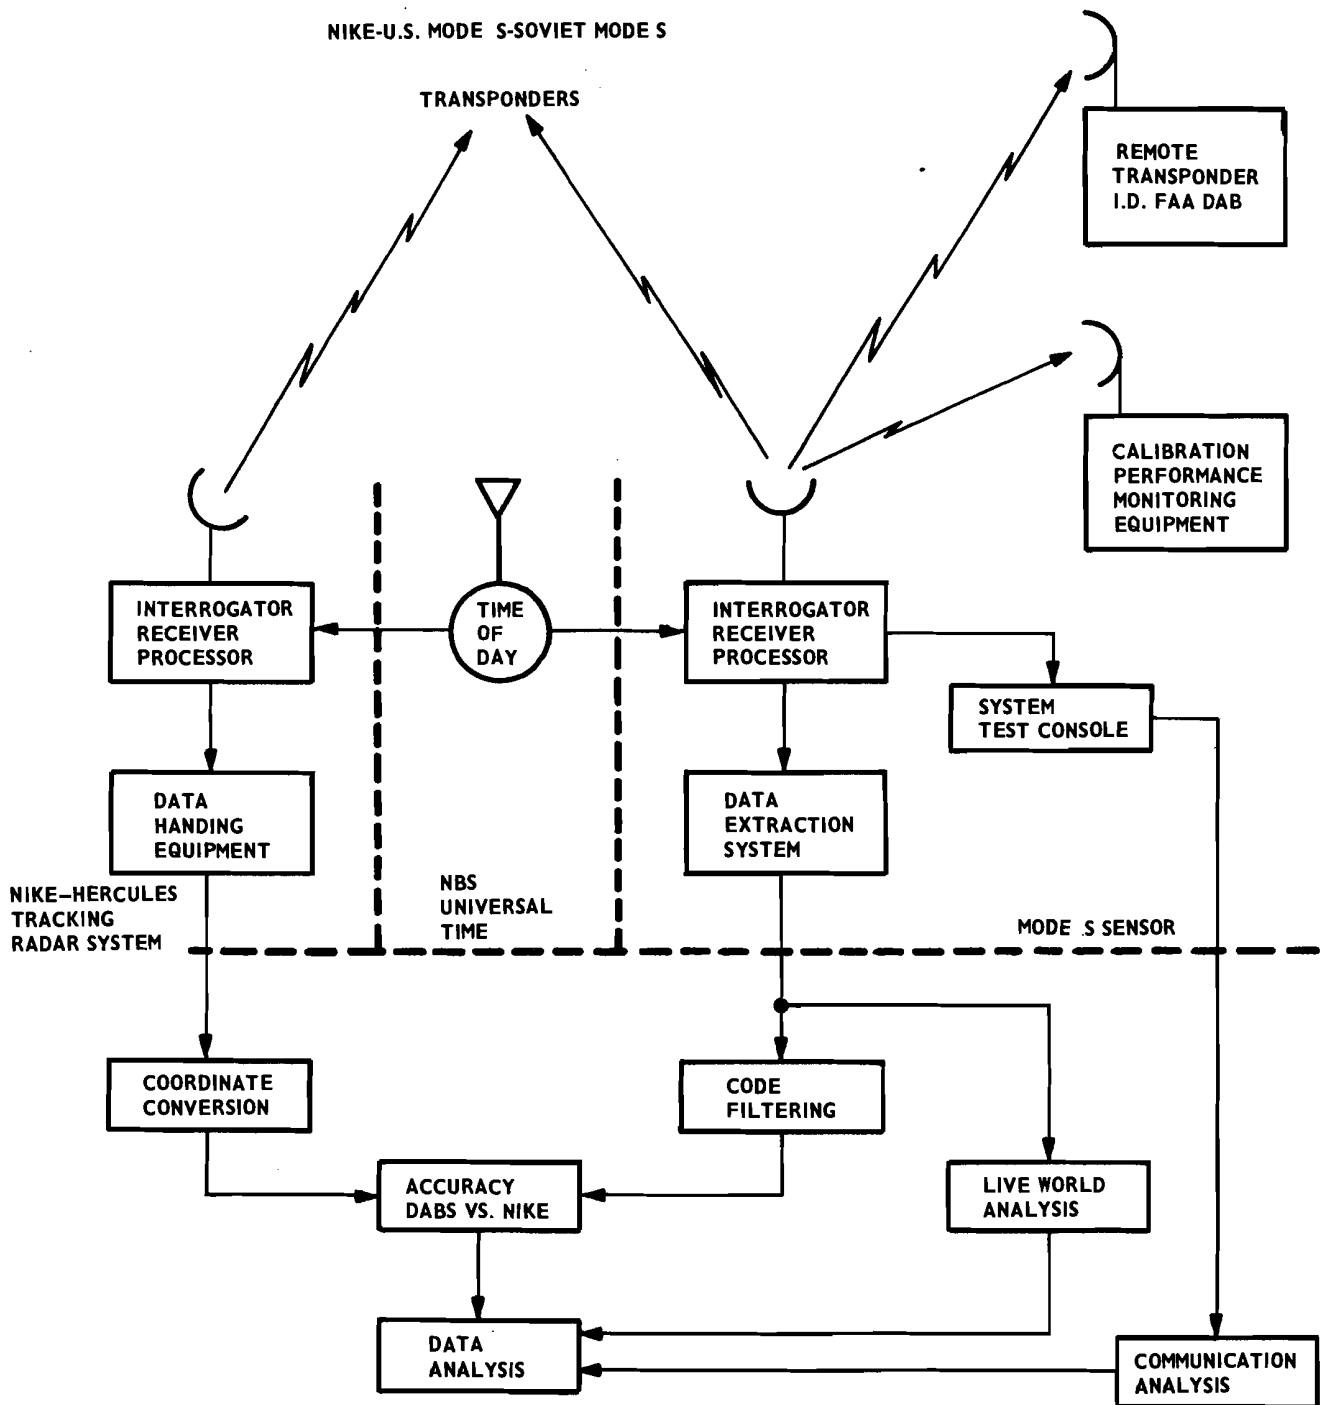 NIKE-U.S. MODE S-SOVIET MODE S
TRANSPONDERS
REMOTE
TRANSPONDER
I.D. FAA DAB
CALIBRATION
PERFORMANCE
MONITORING
EQUIPMENT
INTERROGATOR
RECEIVER
PROCESSOR
TIME
OF
DAY
INTERROGATOR
RECEIVER
PROCESSOR
SYSTEM
TEST CONSOLE
DATA
HANDING
EQUIPMENT
DATA
EXTRACTION
SYSTEM
NIKE–HERCULES
TRACKING
RADAR SYSTEM
NBS
UNIVERSAL
TIME
MODE S SENSOR
COORDINATE
CONVERSION
CODE
FILTERING
ACCURACY
DABS VS. NIKE
LIVE WORLD
ANALYSIS
DATA
ANALYSIS
COMMUNICATION
ANALYSIS